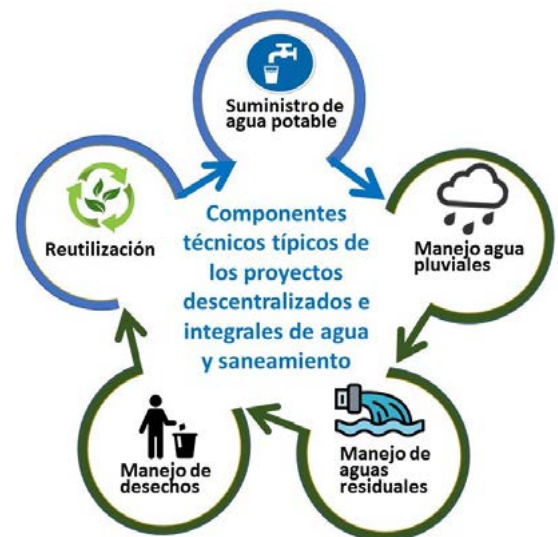 Suministro de
agua potable
Manejo agua
pluviales
Manejo de
aguas
residuales
Manejo de
desechos
Reutilización
Componentes
técnicos típicos de
los proyectos
descentralizados e
integrales de agua
y saneamiento